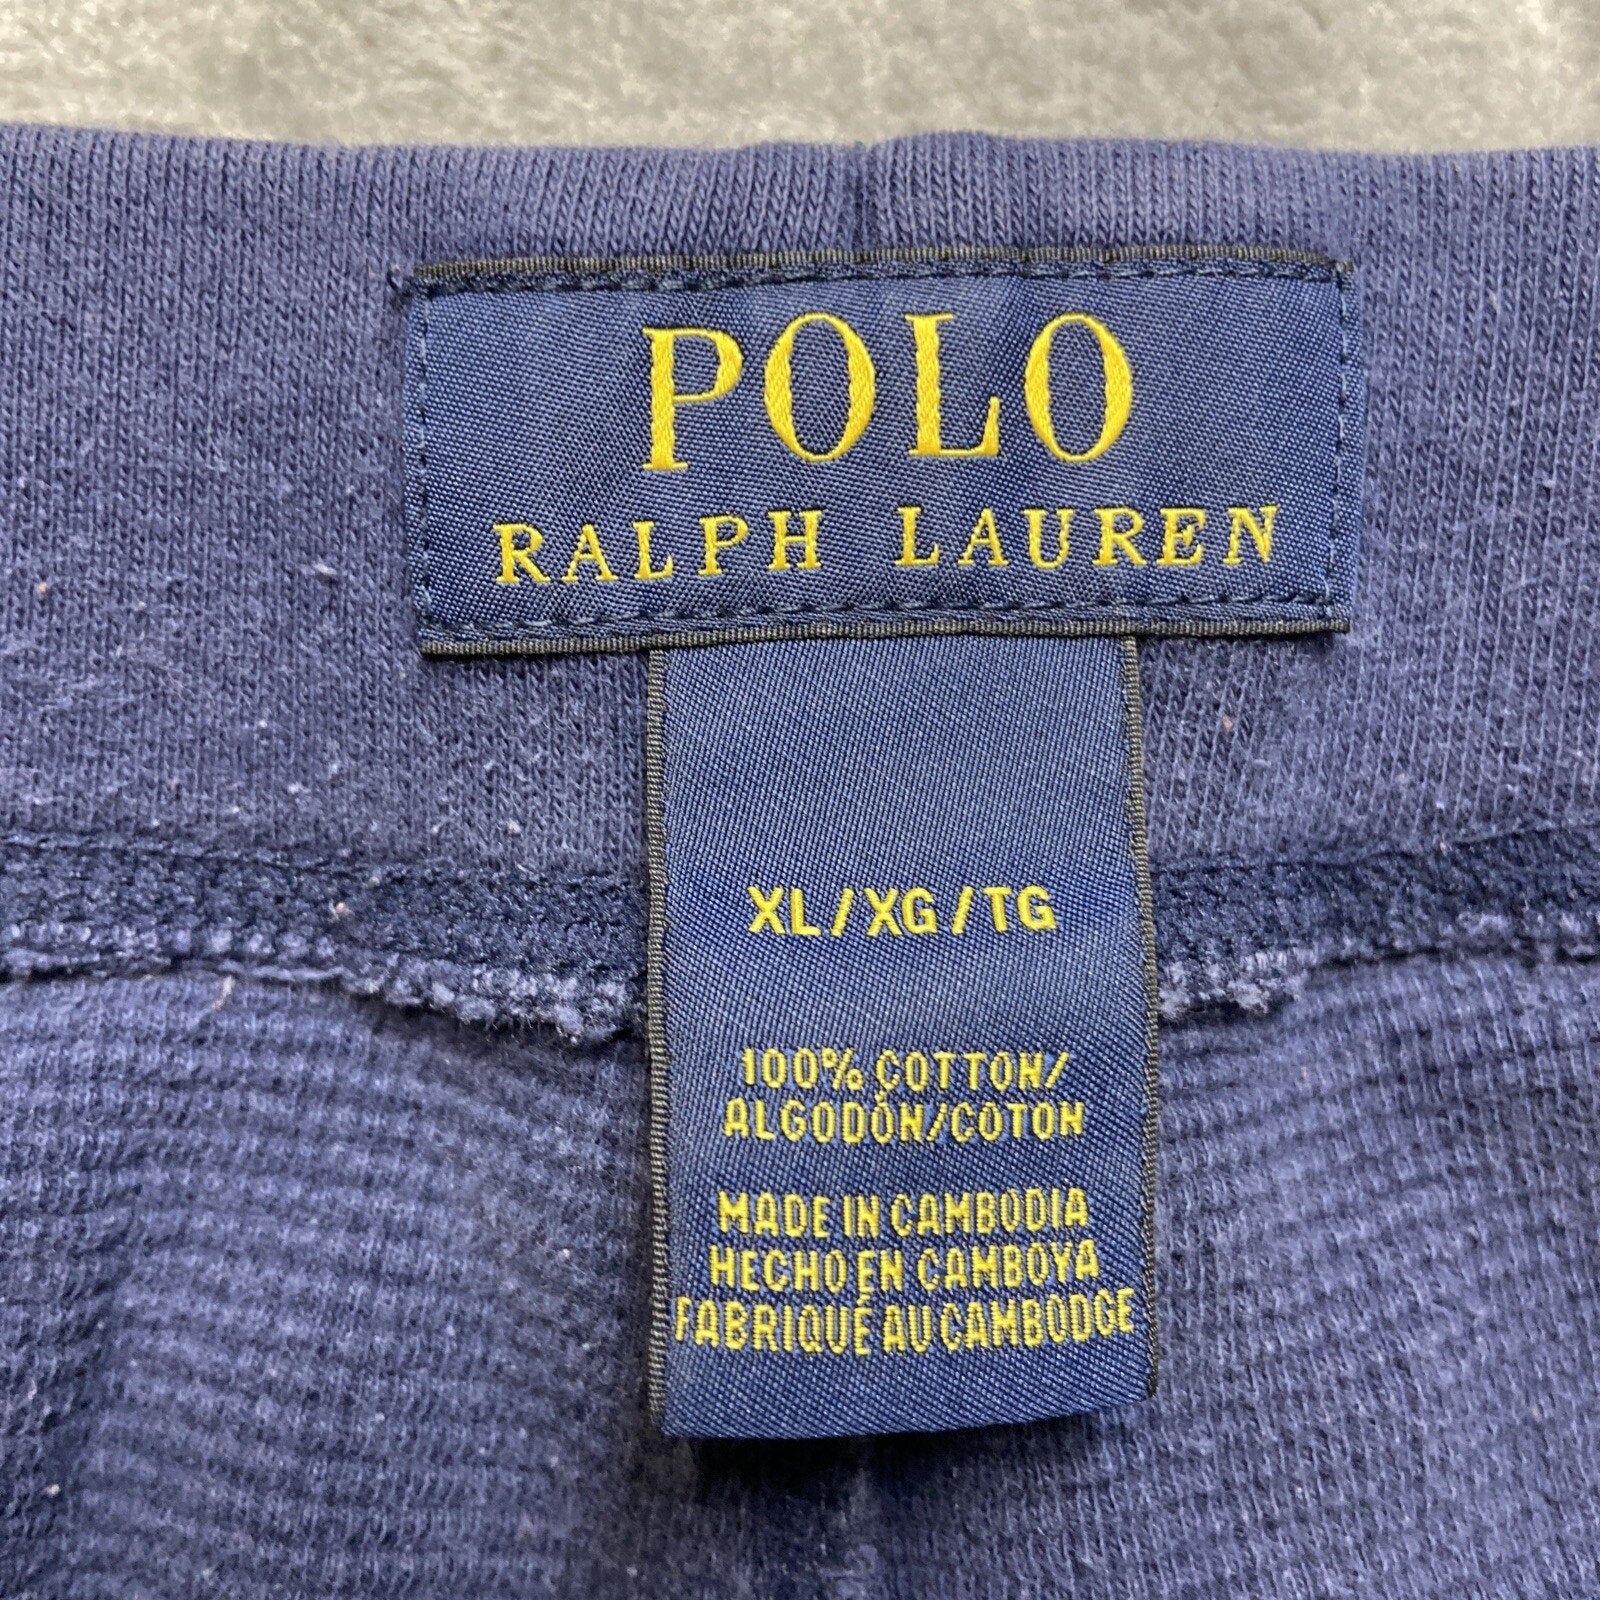 POLO
RALPH LAUREN
XL/XG/TG
100% COTTON/
ALGODÓN/COTON
MADE IN CAMBODIA
HECHO EN CAMBOYA
FABRIQUÉ AU CAMBODGE